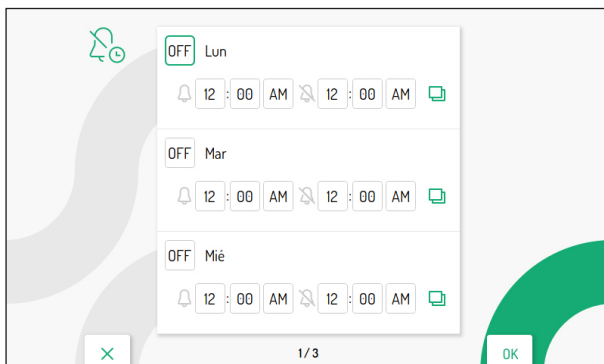 OFF Lun
12 : 00 AM 12 : 00 AM
OFF Mar
12 : 00 AM 12 : 00 AM
OFF Mié
12 : 00 AM 12 : 00 AM
1/3
OK